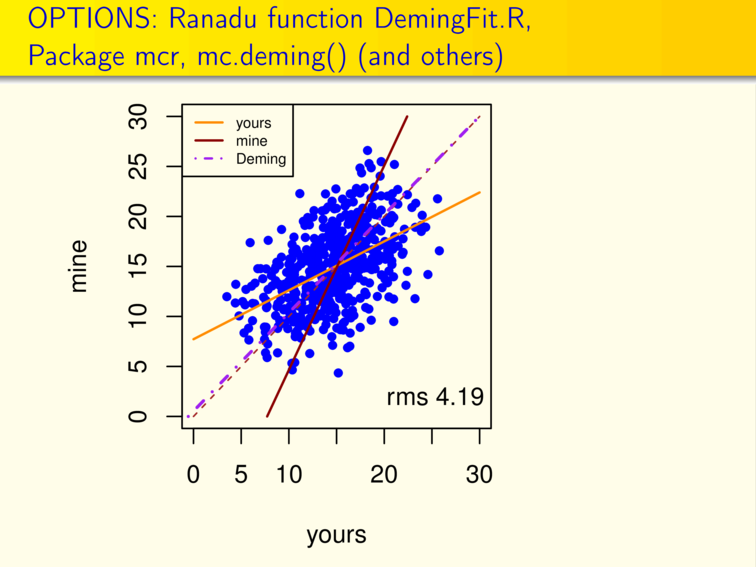 OPTIONS: Ranadu function DemingFit.R,
Package mcr, mc.deming() (and others)
yours
mine
Deming
30
25
20
15
10
5
0
mine
rms 4.19
0 5 10 20 30
yours